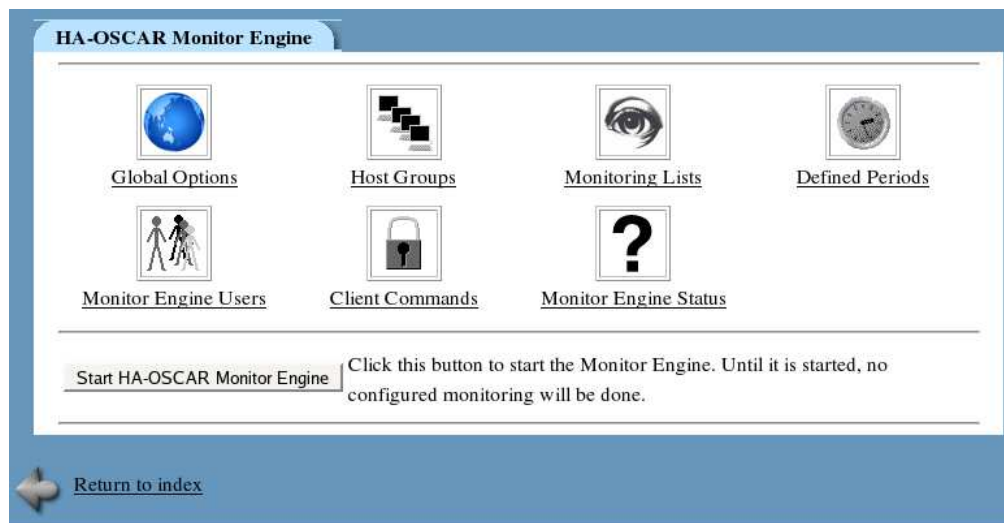 HA-OSCAR Monitor Engine
Global Options
Host Groups
Monitoring Lists
Defined Periods
Monitor Engine Users
Client Commands
?
Monitor Engine Status
Start HA-OSCAR Monitor Engine
Click this button to start the Monitor Engine. Until it is started, no
configured monitoring will be done.
Return to index